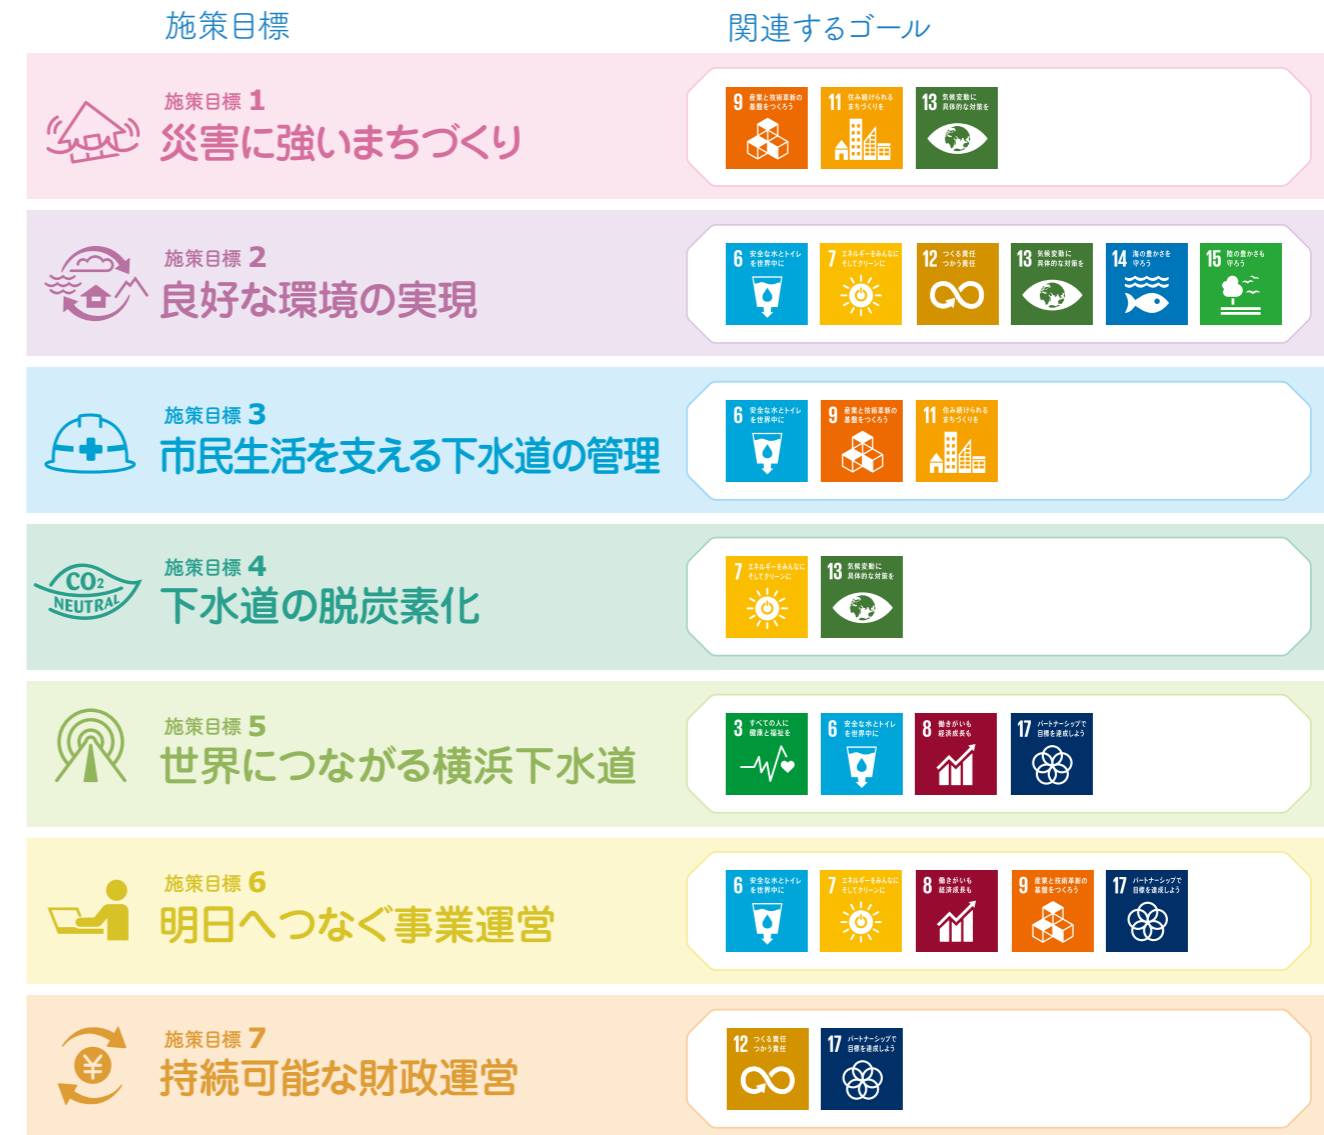 施策目標
関連するゴール
施策目標 1
災害に強いまちづくり
9 産業と技術革新の
基盤をつくろう
11 住み続けられる
まちづくりを
13 気候変動に
具体的な対策を
施策目標 2
良好な環境の実現
6 安全な水とトイレ
を世界中に
7 エネルギーをみんなに
そしてクリーンに
12 つくる責任
つかう責任
13 気候変動に
具体的な対策を
14 海の豊かさを
守ろう
15 陸の豊かさも
守ろう
施策目標 3
市民生活を支える下水道の管理
6 安全な水とトイレ
を世界中に
9 産業と技術革新の
基盤をつくろう
11 住み続けられる
まちづくりを
CO2
NEUTRAL
施策目標 4
下水道の脱炭素化
7 エネルギーをみんなに
そしてクリーンに
13 気候変動に
具体的な対策を
施策目標 5
世界につながる横浜下水道
3 すべての人に
健康と福祉を
6 安全な水とトイレ
を世界中に
8 働きがいも
経済成長も
17 パートナーシップで
目標を達成しよう
施策目標 6
明日へつなぐ事業運営
6 安全な水とトイレ
を世界中に
7 エネルギーをみんなに
そしてクリーンに
8 働きがいも
経済成長も
9 産業と技術革新の
基盤をつくろう
17 パートナーシップで
目標を達成しよう
¥
施策目標 7
持続可能な財政運営
12 つくる責任
つかう責任
17 パートナーシップで
目標を達成しよう